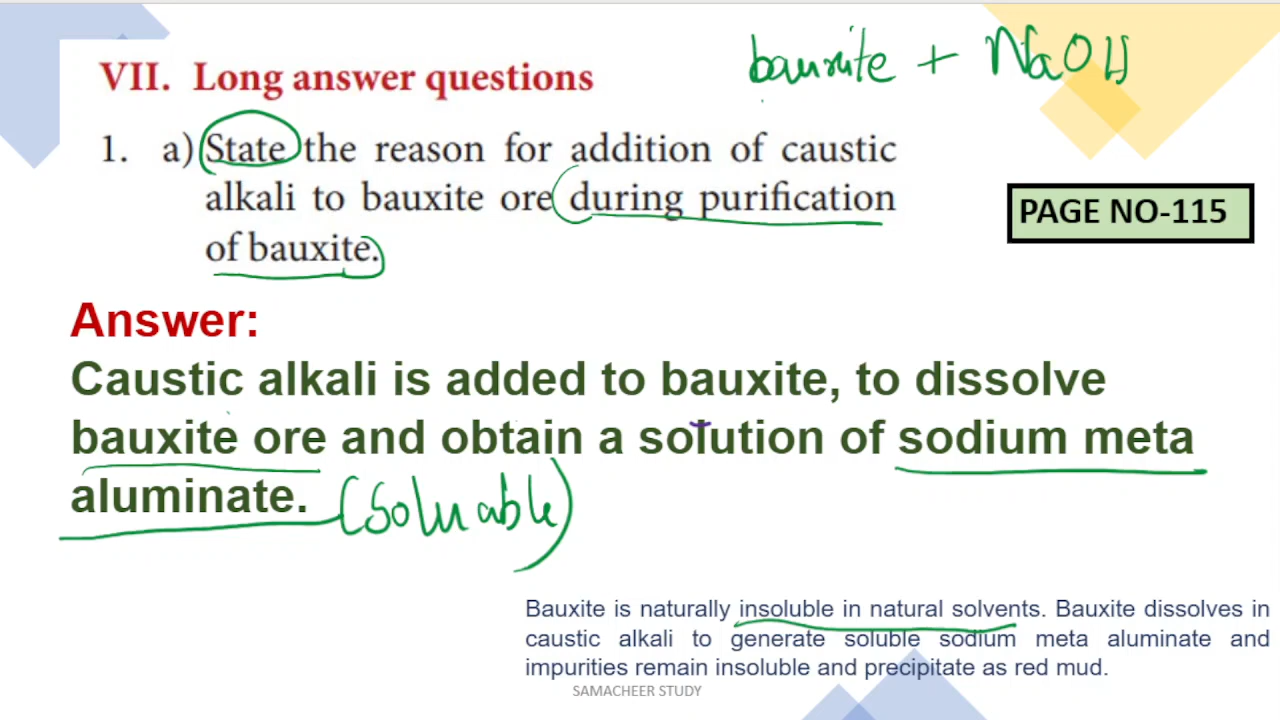 bauxite + NaOH
VII. Long answer questions
1. a) State the reason for addition of caustic
alkali to bauxite ore during purification
of bauxite.
PAGE NO-115
Answer:
Caustic alkali is added to bauxite, to dissolve
bauxite ore and obtain a solution of sodium meta
aluminate. (Soluable)
Bauxite is naturally insoluble in natural solvents. Bauxite dissolves in
caustic alkali to generate soluble sodium meta aluminate and
impurities remain insoluble and precipitate as red mud.
SAMACHEER STUDY